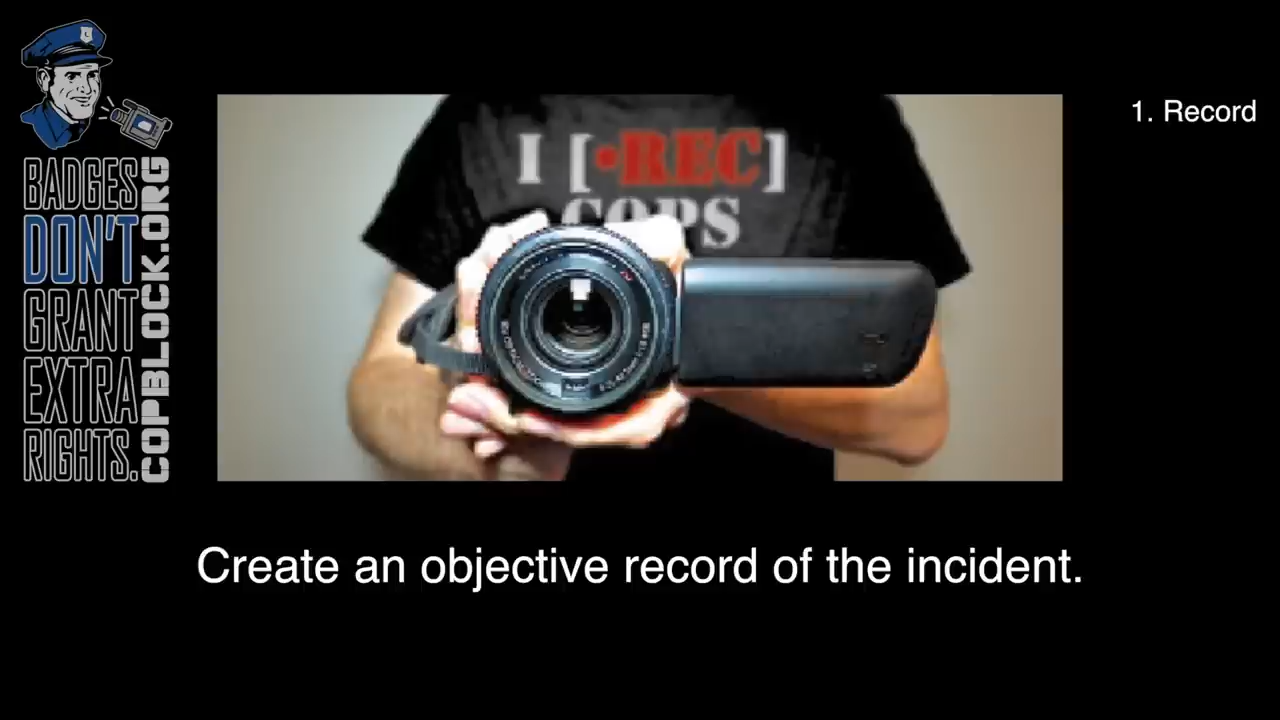 BADGES
DON'T
GRANT
EXTRA
RIGHTS.
COPBLOCK.ORG
I [•REC]
COPS
1. Record
Create an objective record of the incident.